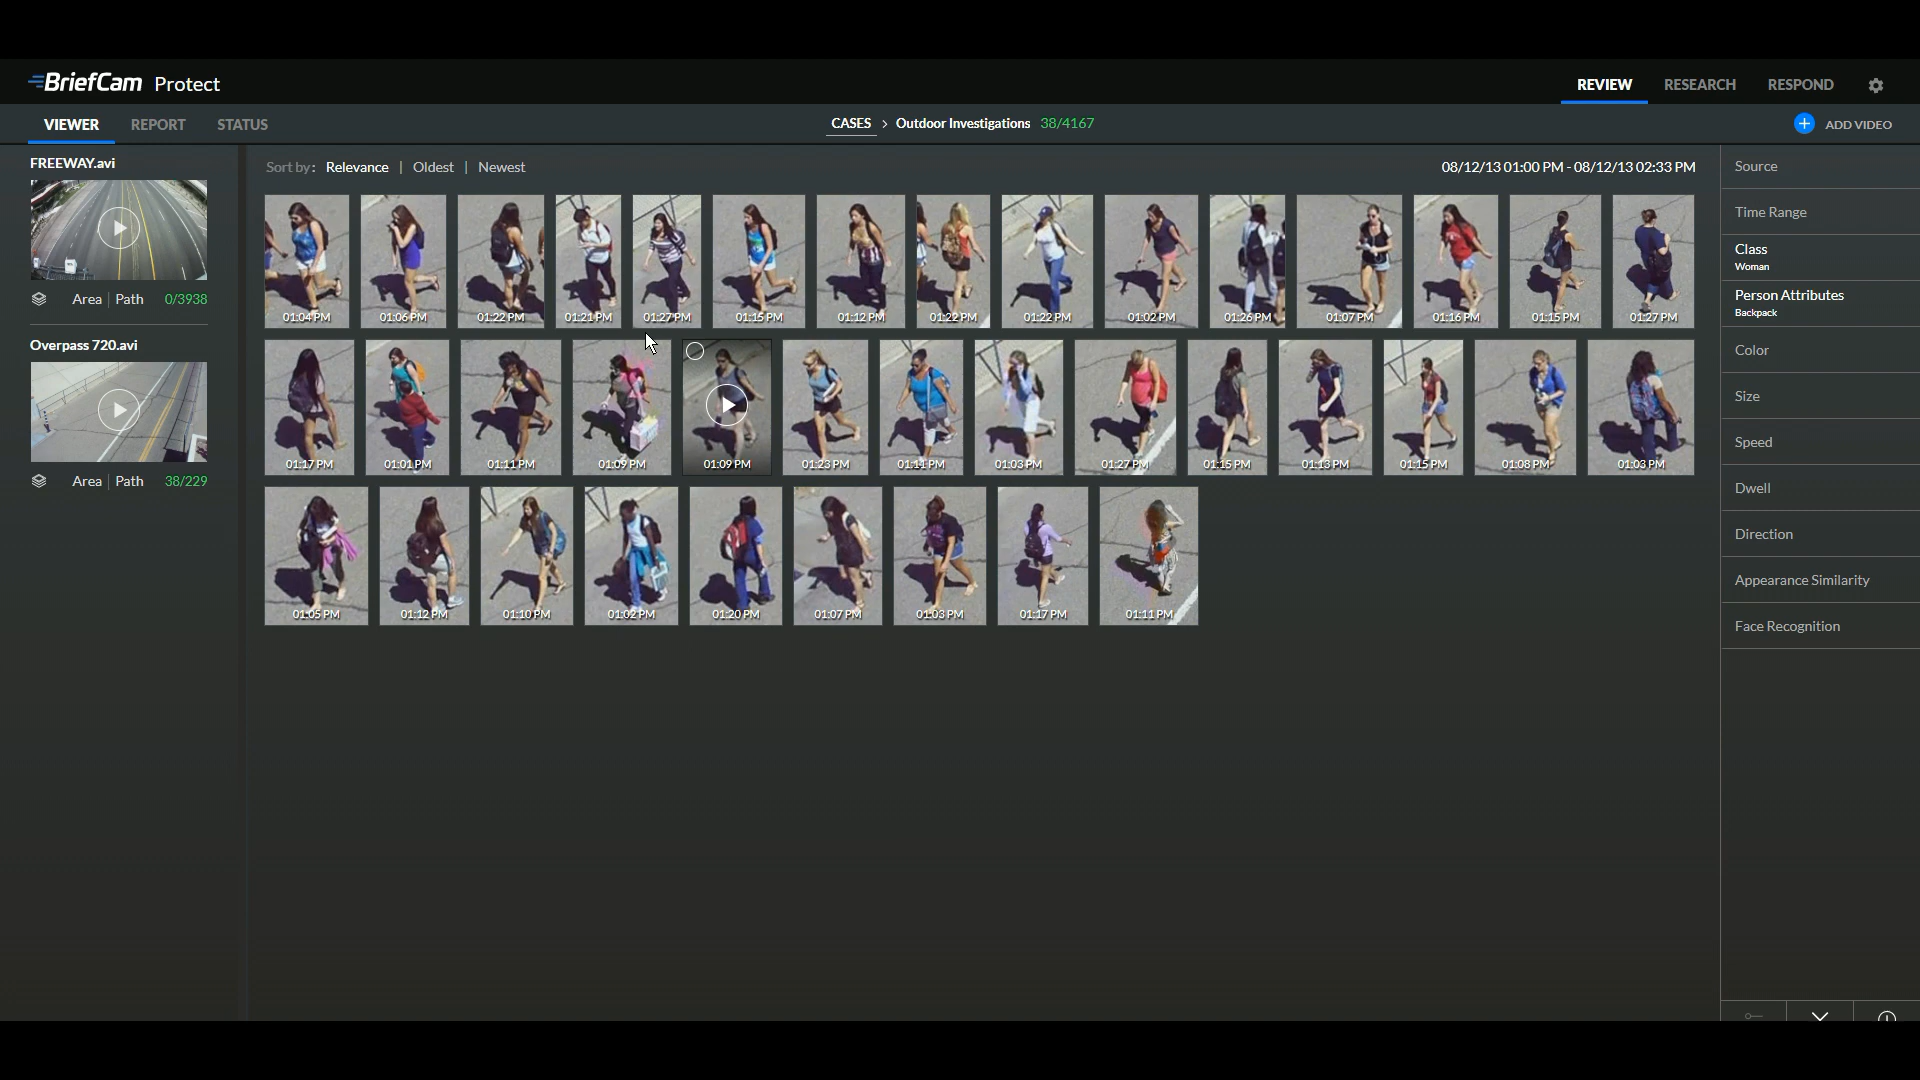 BriefCam Protect
REVIEW RESEARCH RESPOND
VIEWER REPORT STATUS
CASES > Outdoor Investigations 38/4167
ADD VIDEO
FREEWAY.avi
Area | Path 0/3938
Overpass 720.avi
Area | Path 38/229
Sort by: Relevance | Oldest | Newest
08/12/13 01:00 PM - 08/12/13 02:33 PM
01:04 PM 01:06 PM 01:22 PM 01:21 PM 01:27 PM 01:15 PM 01:12 PM 01:22 PM 01:22 PM 01:02 PM 01:26 PM 01:07 PM 01:16 PM 01:15 PM 01:27 PM
01:17 PM 01:01 PM 01:11 PM 01:09 PM 01:09 PM 01:23 PM 01:14 PM 01:03 PM 01:27 PM 01:15 PM 01:13 PM 01:15 PM 01:08 PM 01:03 PM
01:05 PM 01:12 PM 01:10 PM 01:02 PM 01:20 PM 01:07 PM 01:03 PM 01:17 PM 01:11 PM
Source
Time Range
Class
Woman
Person Attributes
Backpack
Color
Size
Speed
Dwell
Direction
Appearance Similarity
Face Recognition